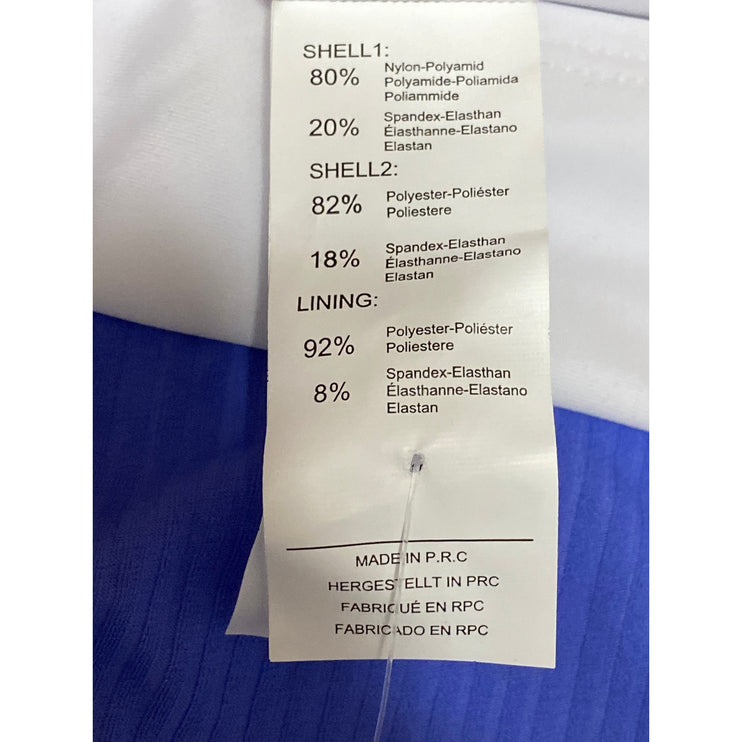 SHELL1:
80% Nylon-Polyamid
Polyamide-Poliamida
Poliammide
20% Spandex-Elasthan
Élasthanne-Elastano
Elastan
SHELL2:
82% Polyester-Poliéster
Poliestere
18% Spandex-Elasthan
Élasthanne-Elastano
Elastan
LINING:
92% Polyester-Poliéster
Poliestere
8% Spandex-Elasthan
Élasthanne-Elastano
Elastan
MADE IN P.R.C
HERGESTELLT IN PRC
FABRIQUÉ EN RPC
FABRICADO EN RPC